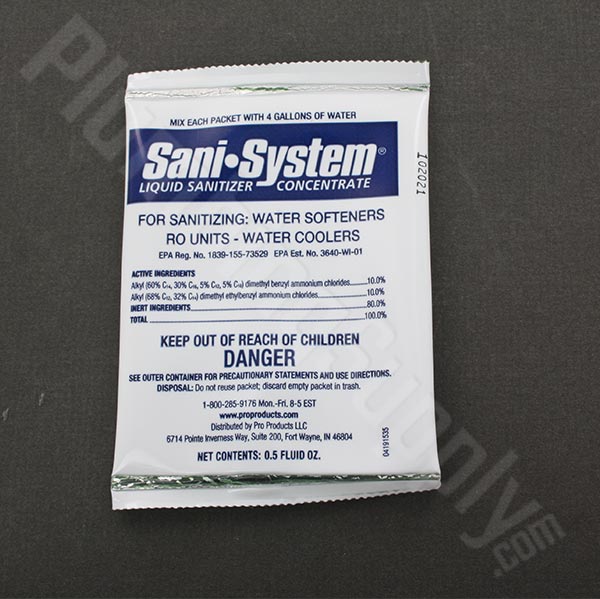 MIX EACH PACKET WITH 4 GALLONS OF WATER
Sani•System®
LIQUID SANITIZER CONCENTRATE
102021
FOR SANITIZING: WATER SOFTENERS
RO UNITS - WATER COOLERS
EPA Reg. No. 1839-155-73529 EPA Est. No. 3640-WI-01
ACTIVE INGREDIENTS
Alkyl (60% C14, 30% C16, 5% C12, 5% C18) dimethyl benzyl ammonium chlorides....10.0%
Alkyl (68% C12, 32% C14) dimethyl ethylbenzyl ammonium chlorides....10.0%
INERT INGREDIENTS....80.0%
TOTAL....100.0%
KEEP OUT OF REACH OF CHILDREN
DANGER
SEE OUTER CONTAINER FOR PRECAUTIONARY STATEMENTS AND USE DIRECTIONS.
DISPOSAL: Do not reuse packet; discard empty packet in trash.
1-800-285-9176 Mon.-Fri. 8-5 EST
www.proproducts.com
Distributed by Pro Products LLC
6714 Pointe Inverness Way, Suite 200, Fort Wayne, IN 46804
NET CONTENTS: 0.5 FLUID OZ.
04191535